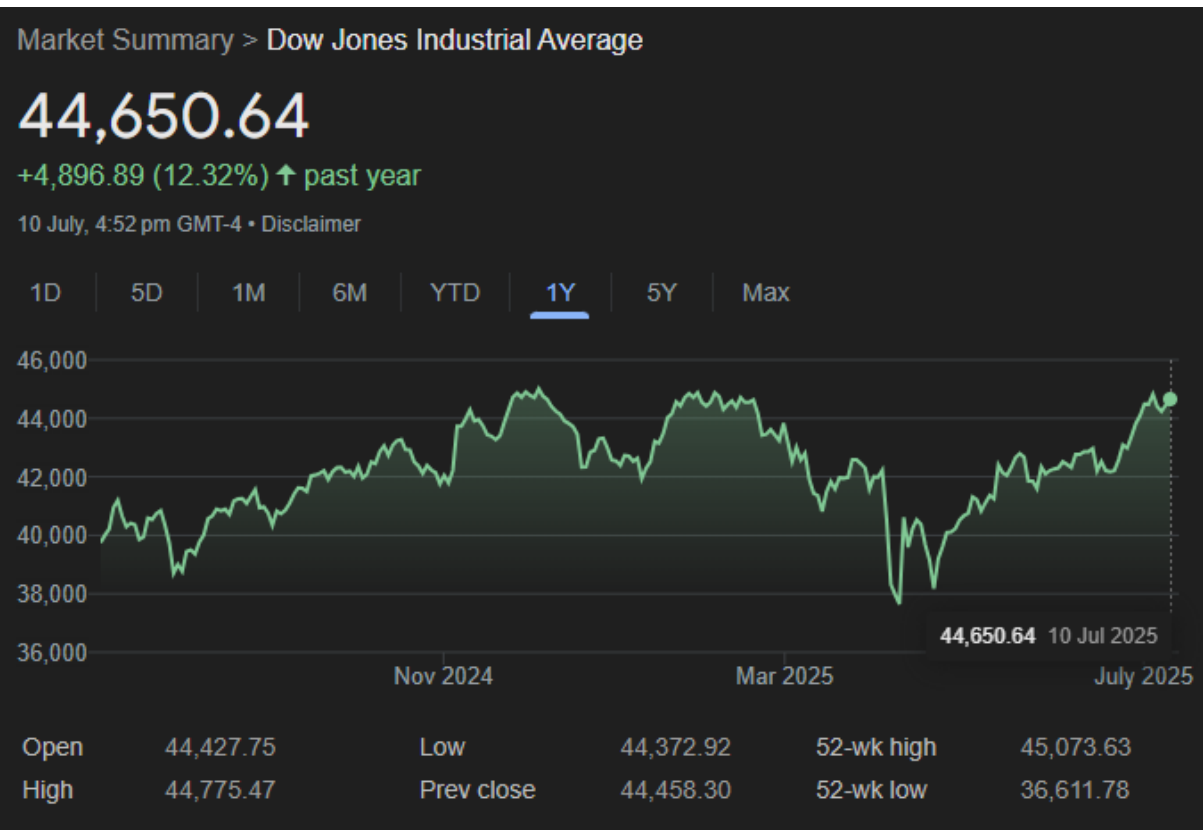 Market Summary > Dow Jones Industrial Average
44,650.64
+4,896.89 (12.32%) ↑ past year
10 July, 4:52 pm GMT-4 • Disclaimer
1D 5D 1M 6M YTD 1Y 5Y Max
46,000
44,000
42,000
40,000
38,000
36,000
44,650.64 10 Jul 2025
Nov 2024 Mar 2025 July 2025
Open 44,427.75 Low 44,372.92 52-wk high 45,073.63
High 44,775.47 Prev close 44,458.30 52-wk low 36,611.78